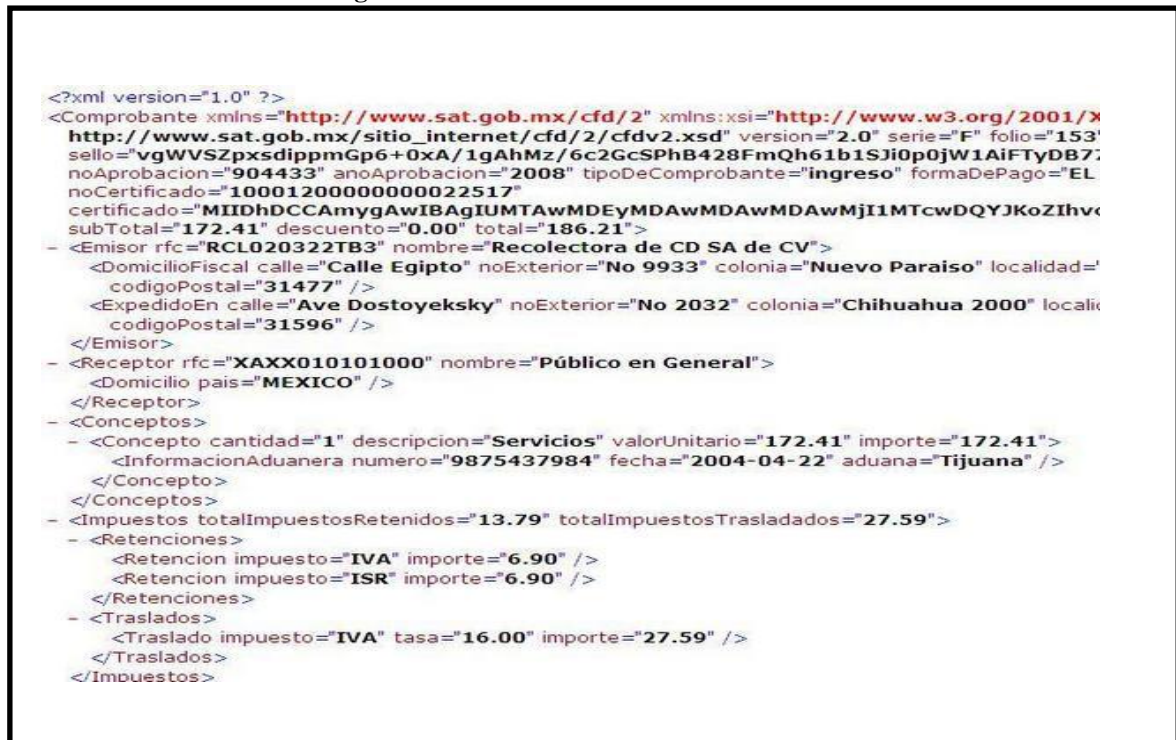 <?xml version="1.0" ?>
<Comprobante xmlns="http://www.sat.gob.mx/cfd/2" xmlns:xsi="http://www.w3.org/2001/X
http://www.sat.gob.mx/sitio_internet/cfd/2/cfdv2.xsd" version="2.0" serie="F" folio="153"
sello="vgWVSZpxsdippmGp6+0xA/1gAhMz/6c2GcSPhB428FmQh61b1SJi0p0jW1AiFTyDB77
noAprobacion="904433" anoAprobacion="2008" tipoDeComprobante="ingreso" formaDePago="EL
noCertificado="10001200000000022517"
certificado="MIIDhDCCAmygAwIBAgIUMTAwMDEyMDAwMDAwMDAwMjI1MTcwDQYJKoZIhvc
subTotal="172.41" descuento="0.00" total="186.21">
- <Emisor rfc="RCL020322TB3" nombre="Recolectora de CD SA de CV">
<DomicilioFiscal calle="Calle Egipto" noExterior="No 9933" colonia="Nuevo Paraiso" localidad="
codigoPostal="31477" />
<ExpedidoEn calle="Ave Dostoyeksky" noExterior="No 2032" colonia="Chihuahua 2000" localid
codigoPostal="31596" />
</Emisor>
- <Receptor rfc="XAXX010101000" nombre="Público en General">
<Domicilio pais="MEXICO" />
</Receptor>
- <Conceptos>
- <Concepto cantidad="1" descripcion="Servicios" valorUnitario="172.41" importe="172.41">
<InformacionAduanera numero="9875437984" fecha="2004-04-22" aduana="Tijuana" />
</Concepto>
</Conceptos>
- <Impuestos totalImpuestosRetenidos="13.79" totalImpuestosTrasladados="27.59">
- <Retenciones>
<Retencion impuesto="IVA" importe="6.90" />
<Retencion impuesto="ISR" importe="6.90" />
</Retenciones>
- <Traslados>
<Traslado impuesto="IVA" tasa="16.00" importe="27.59" />
</Traslados>
</Impuestos>